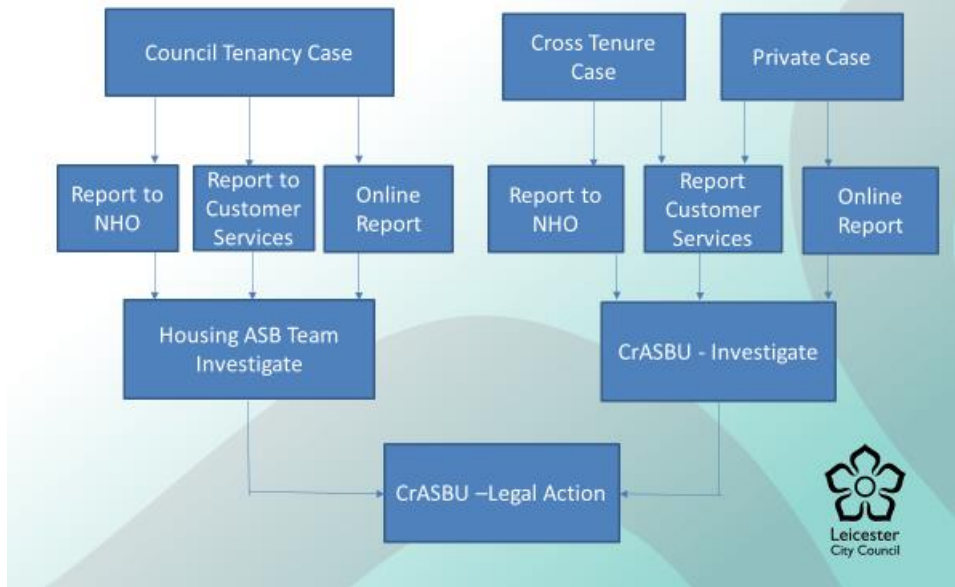 Council Tenancy Case
Cross Tenure
Case
Private Case
Report to
NHO
Report to
Customer
Services
Online
Report
Report to
NHO
Report
Customer
Services
Online
Report
Housing ASB Team
Investigate
CrASBU - Investigate
CrASBU –Legal Action
Leicester
City Council